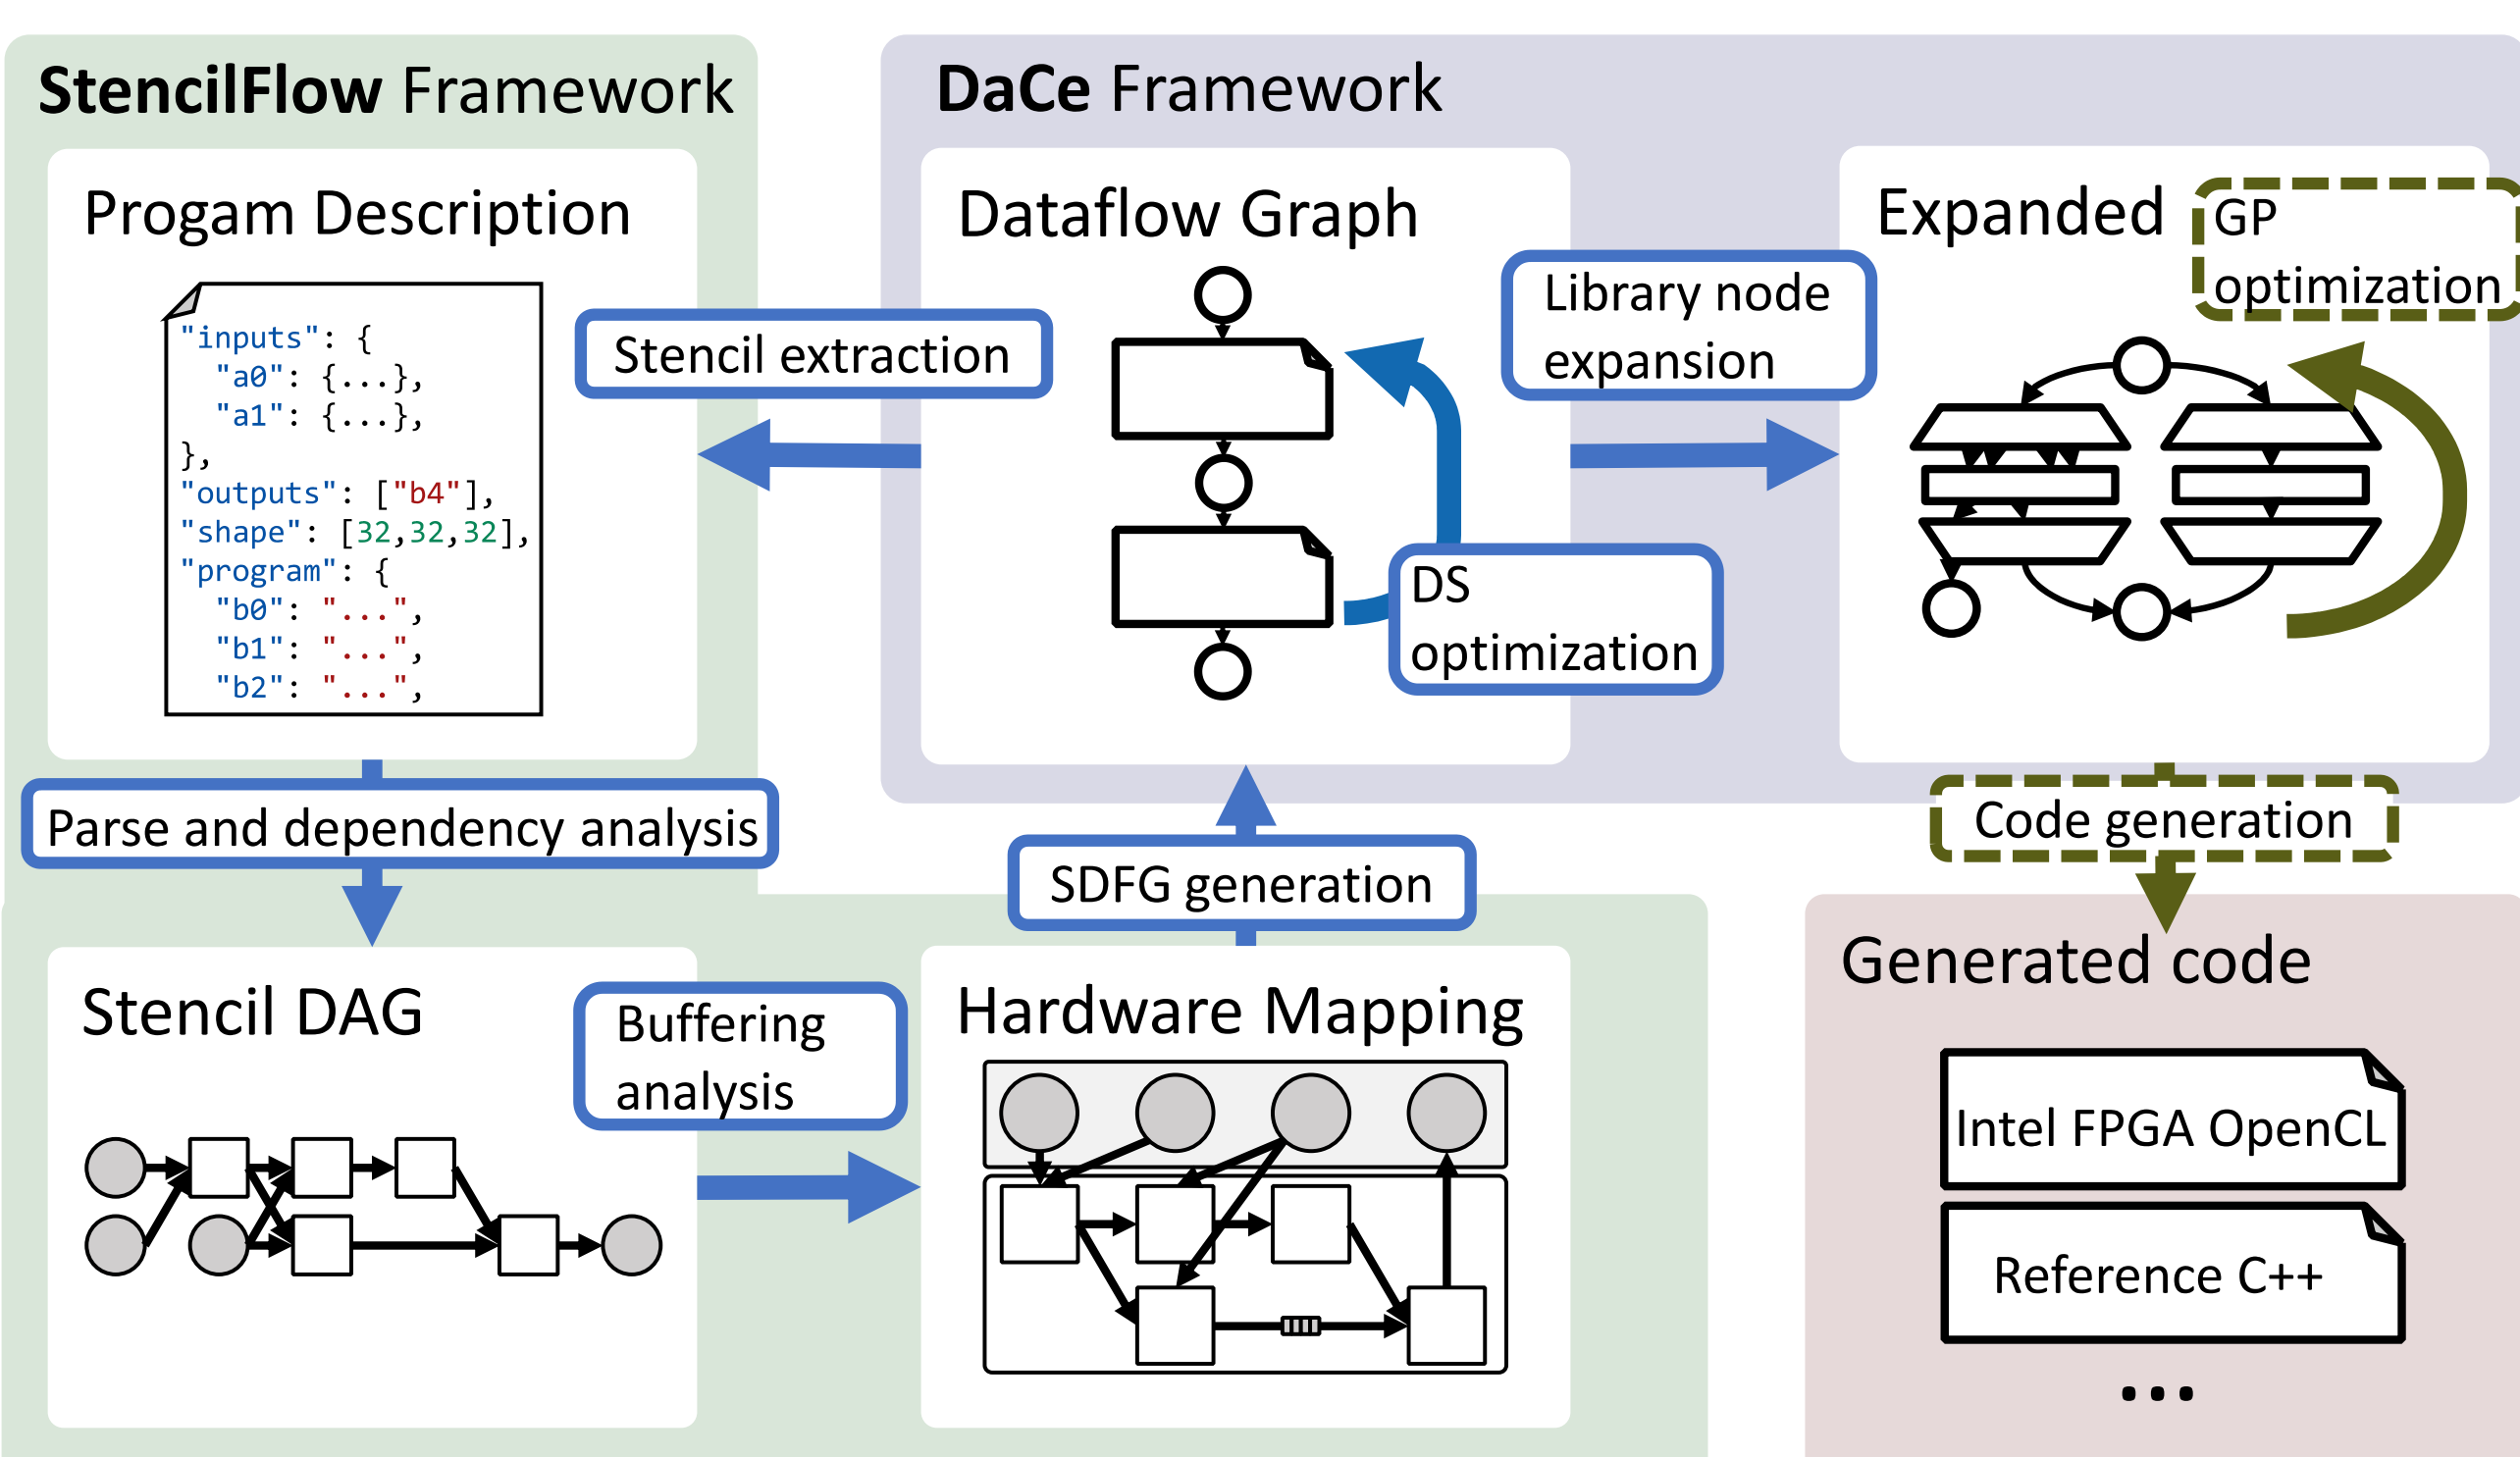 StencilFlow Framework
Progam Description
"inputs": {
"a0": {...},
"a1": {...},
},
"outputs": ["b4"],
"shape": [32,32,32],
"program": {
"b0": "...",
"b1": "...",
"b2": "...",
Stencil extraction
DaCe Framework
Dataflow Graph
DS
optimization
Library node
expansion
Expanded
GP
optimization
Parse and dependency analysis
SDFG generation
Code generation
Stencil DAG
Buffering
analysis
Hardware Mapping
Generated code
Intel FPGA OpenCL
Reference C++
...